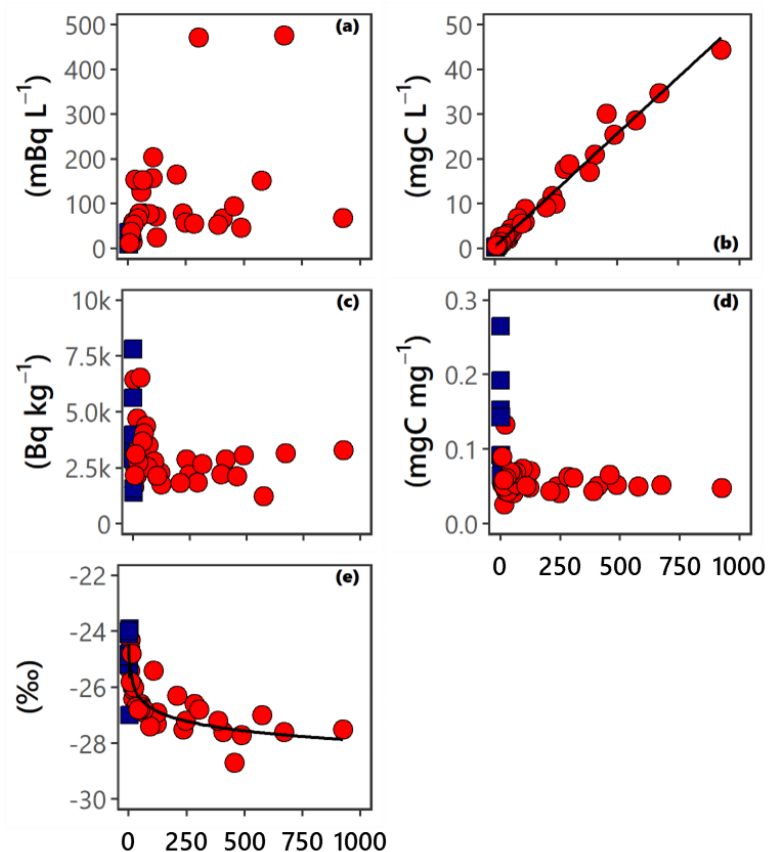 (a)
500
400
300
200
100
0
(mBq L⁻¹)
(b)
50
40
30
20
10
0
(mgC L⁻¹)
(c)
10k
7.5k
5.0k
2.5k
0
(Bq kg⁻¹)
(d)
0.3
0.2
0.1
0.0
(mgC mg⁻¹)
0 250 500 750 1000
(e)
-22
-24
-26
-28
-30
(‰)
0 250 500 750 1000